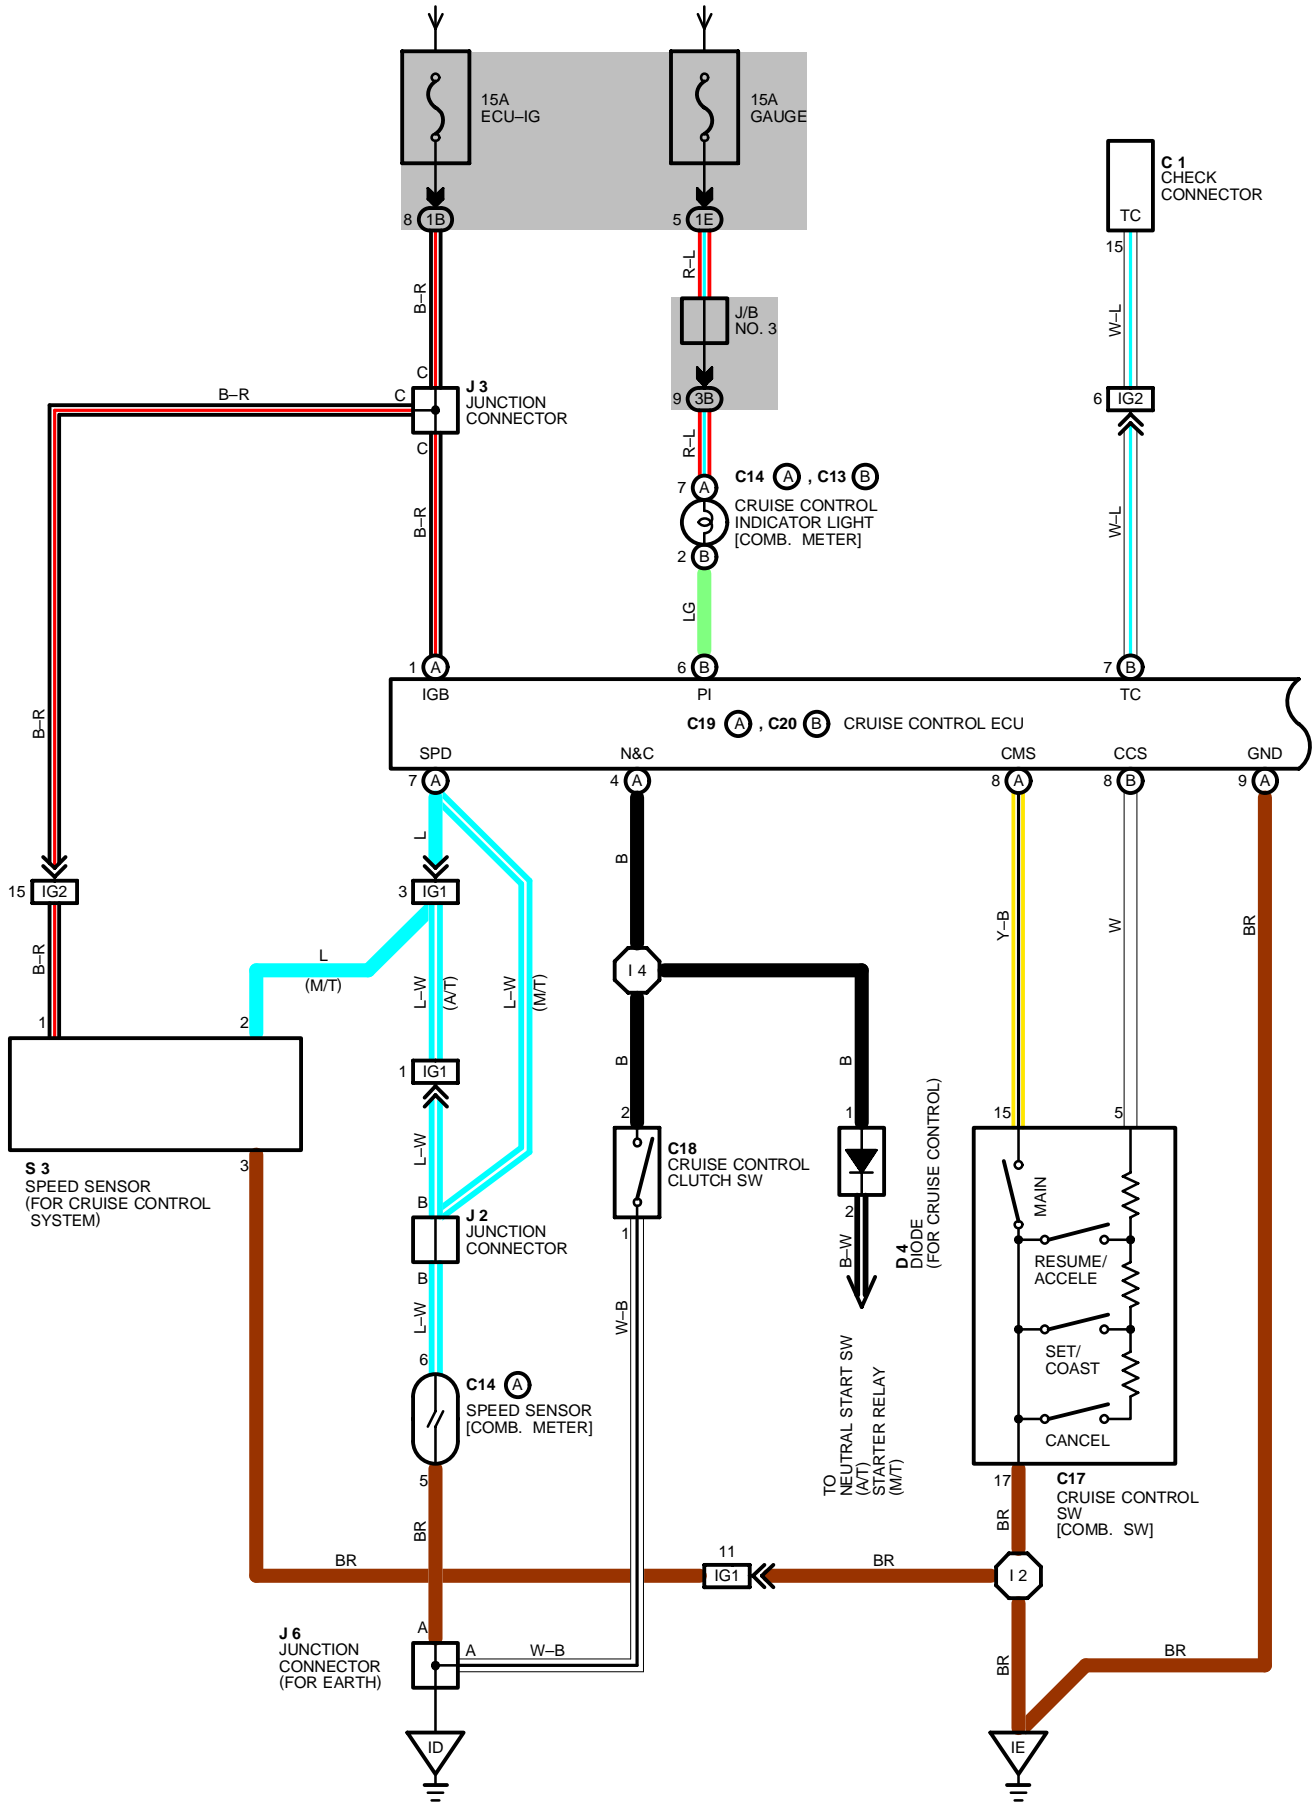 15A
ECU–IG
15A
GAUGE
C 1
CHECK
CONNECTOR
TC
15
8 1B
5 1E
B–R
R–L
W–L
J/B
NO. 3
9 3B
6 IG2
C
B–R
C
J 3
JUNCTION
CONNECTOR
C
R–L
B–R
W–L
7 A
C14 A , C13 B
CRUISE CONTROL
INDICATOR LIGHT
[COMB. METER]
2 B
LG
1 A
6 B
7 B
IGB
PI
TC
C19 A , C20 B CRUISE CONTROL ECU
SPD
N&C
CMS
CCS
GND
7 A
4 A
8 A
8 B
9 A
B–R
L
B
15 IG2
3 IG1
Y–B
W
BR
B–R
L
(M/T)
L–W
(A/T)
L–W
(M/T)
I 4
1
2
1 IG1
B
B
2
1
15
5
S 3
SPEED SENSOR
(FOR CRUISE CONTROL
SYSTEM)
3
L–W
B
J 2
JUNCTION
CONNECTOR
B
L–W
C18
CRUISE CONTROL
CLUTCH SW
1
W–B
2
B–W
D 4
DIODE
(FOR CRUISE CONTROL)
MAIN
RESUME/
ACCELE
SET/
COAST
CANCEL
6
C14 A
SPEED SENSOR
[COMB. METER]
5
BR
TO
NEUTRAL START SW
(A/T)
STARTER RELAY
(M/T)
17
C17
CRUISE CONTROL
SW
[COMB. SW]
BR
BR
11
IG1
BR
I 2
A
J 6
JUNCTION
CONNECTOR
(FOR EARTH)
A
W–B
BR
BR
ID
IE